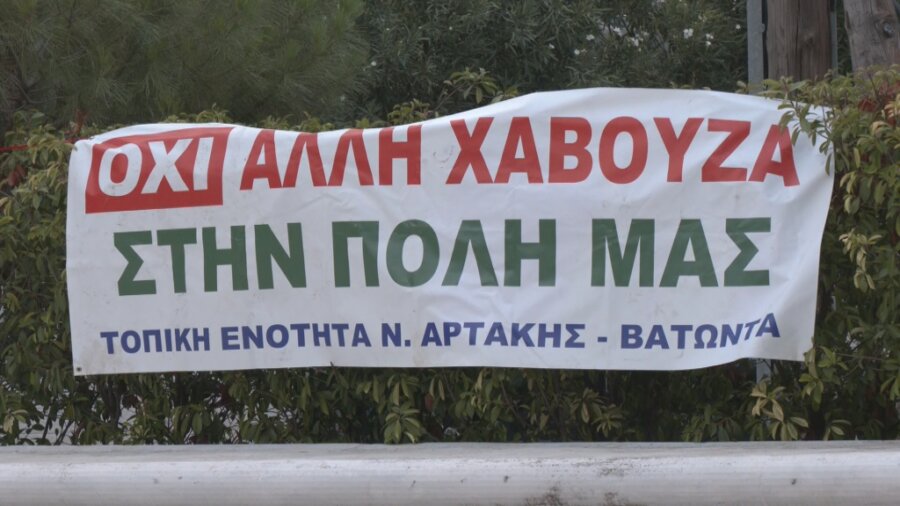 ΟΧΙ ΑΛΛΗ ΧΑΒΟΥΖΑ
ΣΤΗΝ ΠΟΛΗ ΜΑΣ
ΤΟΠΙΚΗ ΕΝΟΤΗΤΑ Ν. ΑΡΤΑΚΗΣ - ΒΑΤΩΝΤΑ